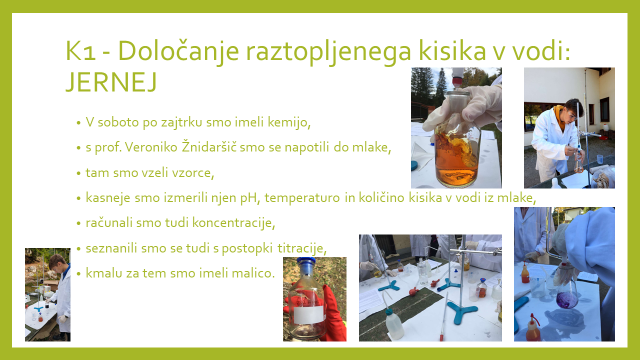 K1 - Določanje raztopljenega kisika v vodi:
JERNEJ
• V soboto po zajtrku smo imeli kemijo,
• s prof. Veroniko Žnidaršič smo se napotili do mlake,
• tam smo vzeli vzorce,
• kasneje smo izmerili njen pH, temperaturo in količino kisika v vodi iz mlake,
• računali smo tudi koncentracije,
• seznanili smo se tudi s postopki titracije,
• kmalu za tem smo imeli malico.